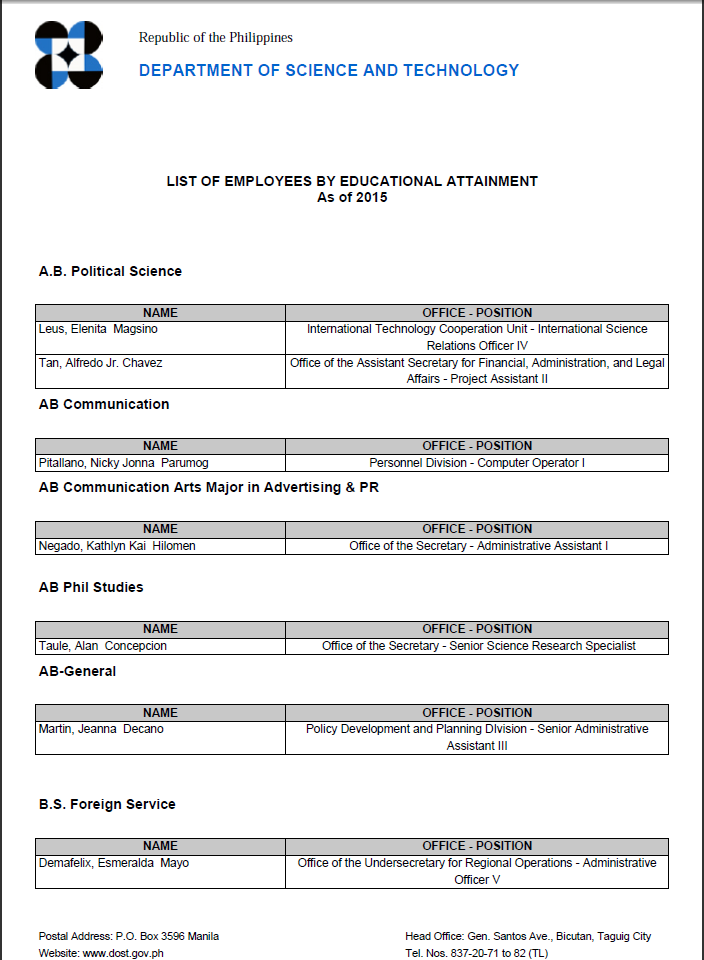 Republic of the Philippines
DEPARTMENT OF SCIENCE AND TECHNOLOGY
LIST OF EMPLOYEES BY EDUCATIONAL ATTAINMENT
As of 2015
A.B. Political Science
NAME OFFICE - POSITION
Leus, Elenita  Magsino International Technology Cooperation Unit - International Science
Relations Officer IV
Tan, Alfredo Jr. Chavez Office of the Assistant Secretary for Financial, Administration, and Legal
Affairs - Project Assistant II
AB Communication
NAME OFFICE - POSITION
Pitallano, Nicky Jonna  Parumog Personnel Division - Computer Operator I
AB Communication Arts Major in Advertising & PR
NAME OFFICE - POSITION
Negado, Kathlyn Kai  Hilomen Office of the Secretary - Administrative Assistant I
AB Phil Studies
NAME OFFICE - POSITION
Taule, Alan  Concepcion Office of the Secretary - Senior Science Research Specialist
AB-General
NAME OFFICE - POSITION
Martin, Jeanna  Decano Policy Development and Planning DIvision - Senior Administrative
Assistant III
B.S. Foreign Service
NAME OFFICE - POSITION
Demafelix, Esmeralda  Mayo Office of the Undersecretary for Regional Operations - Administrative
Officer V
Postal Address: P.O. Box 3596 Manila Head Office: Gen. Santos Ave., Bicutan, Taguig City
Website: www.dost.gov.ph Tel. Nos. 837-20-71 to 82 (TL)